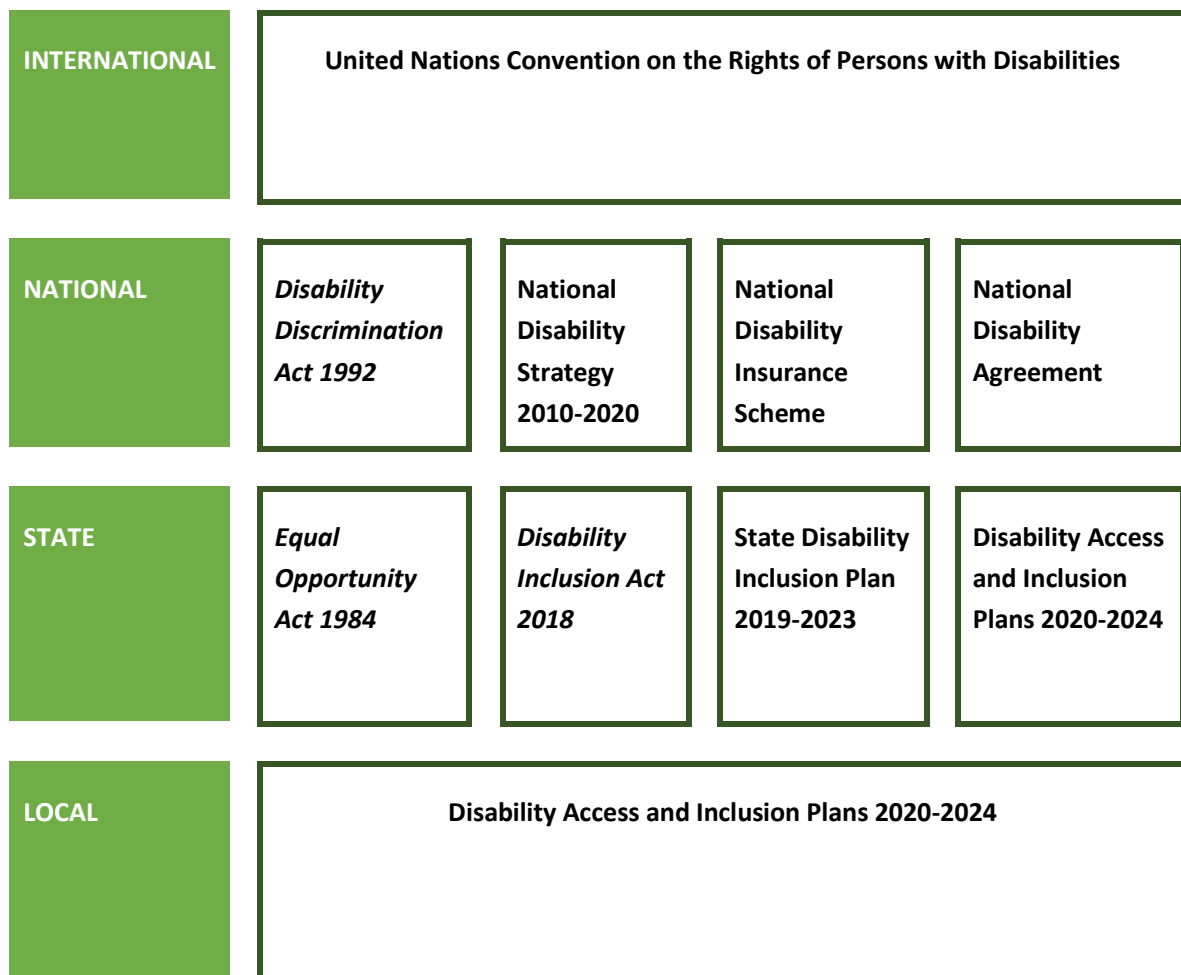 INTERNATIONAL
United Nations Convention on the Rights of Persons with Disabilities
NATIONAL
Disability
Discrimination
Act 1992
National
Disability
Strategy
2010-2020
National
Disability
Insurance
Scheme
National
Disability
Agreement
STATE
Equal
Opportunity
Act 1984
Disability
Inclusion Act
2018
State Disability
Inclusion Plan
2019-2023
Disability Access
and Inclusion
Plans 2020-2024
LOCAL
Disability Access and Inclusion Plans 2020-2024